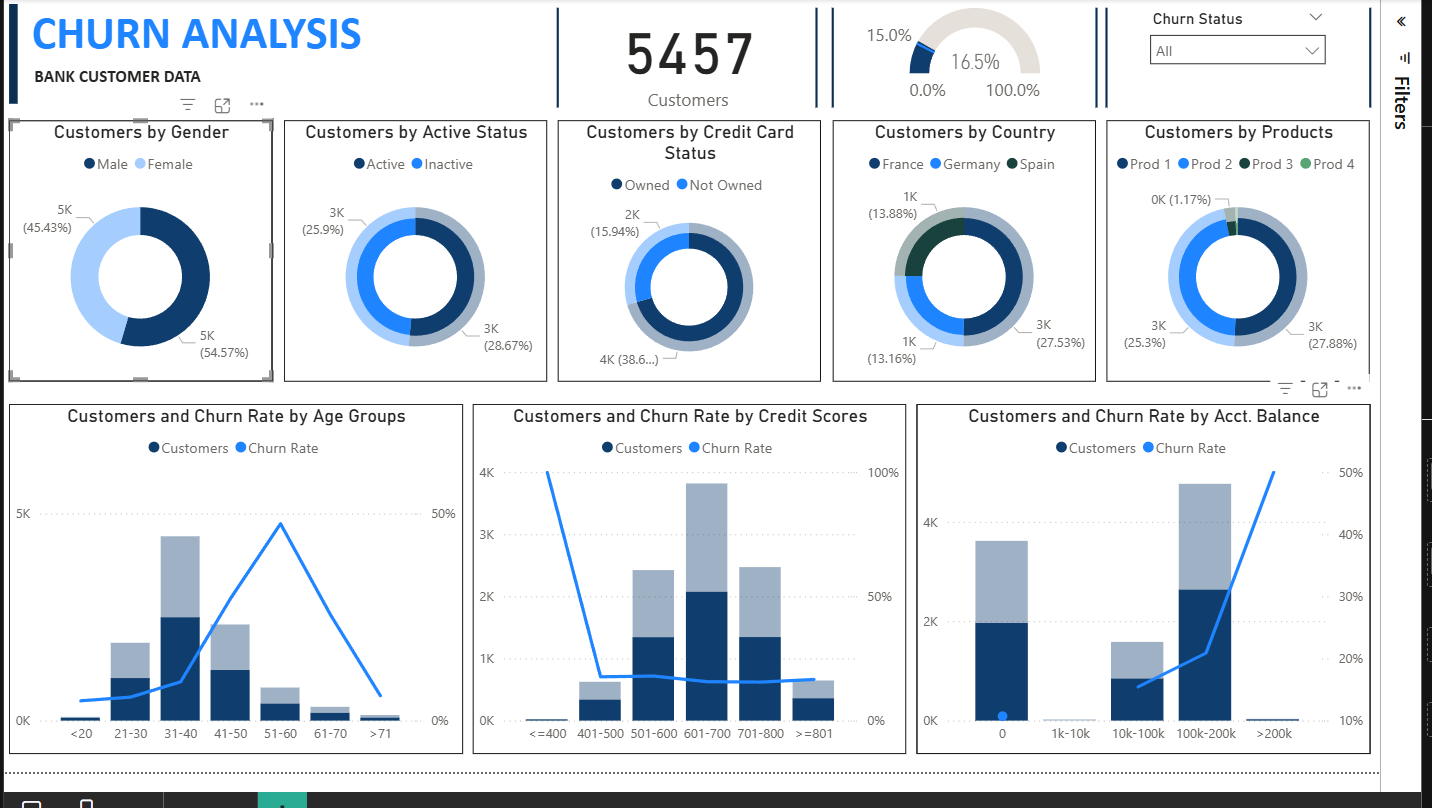 CHURN ANALYSIS
BANK CUSTOMER DATA
5457
Customers
15.0%
16.5%
0.0%
100.0%
Churn Status
All
Filters
Customers by Gender
Male Female
5K
(45.43%)
5K
(54.57%)
Customers by Active Status
Active Inactive
3K
(25.9%)
3K
(28.67%)
Customers by Credit Card
Status
Owned Not Owned
2K
(15.94%)
4K (38.6...)
Customers by Country
France Germany Spain
1K
(13.88%)
3K
(27.53%)
1K
(13.16%)
Customers by Products
Prod 1 Prod 2 Prod 3 Prod 4
0K (1.17%)
3K
(25.3%)
3K
(27.88%)
Customers and Churn Rate by Age Groups
Customers Churn Rate
5K
50%
0K
0%
<20 21-30 31-40 41-50 51-60 61-70 >71
Customers and Churn Rate by Credit Scores
Customers Churn Rate
4K
100%
3K
2K
50%
1K
0K
0%
<=400 401-500 501-600 601-700 701-800 >=801
Customers and Churn Rate by Acct. Balance
Customers Churn Rate
50%
4K
40%
30%
2K
20%
0K
10%
0 1k-10k 10k-100k 100k-200k >200k